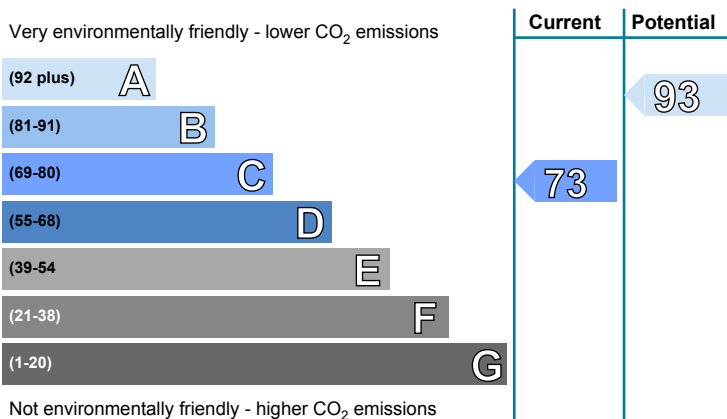 Very environmentally friendly - lower CO2 emissions
Current Potential
(92 plus) A
93
(81-91) B
(69-80) C
73
(55-68) D
(39-54 E
(21-38) F
(1-20) G
Not environmentally friendly - higher CO2 emissions